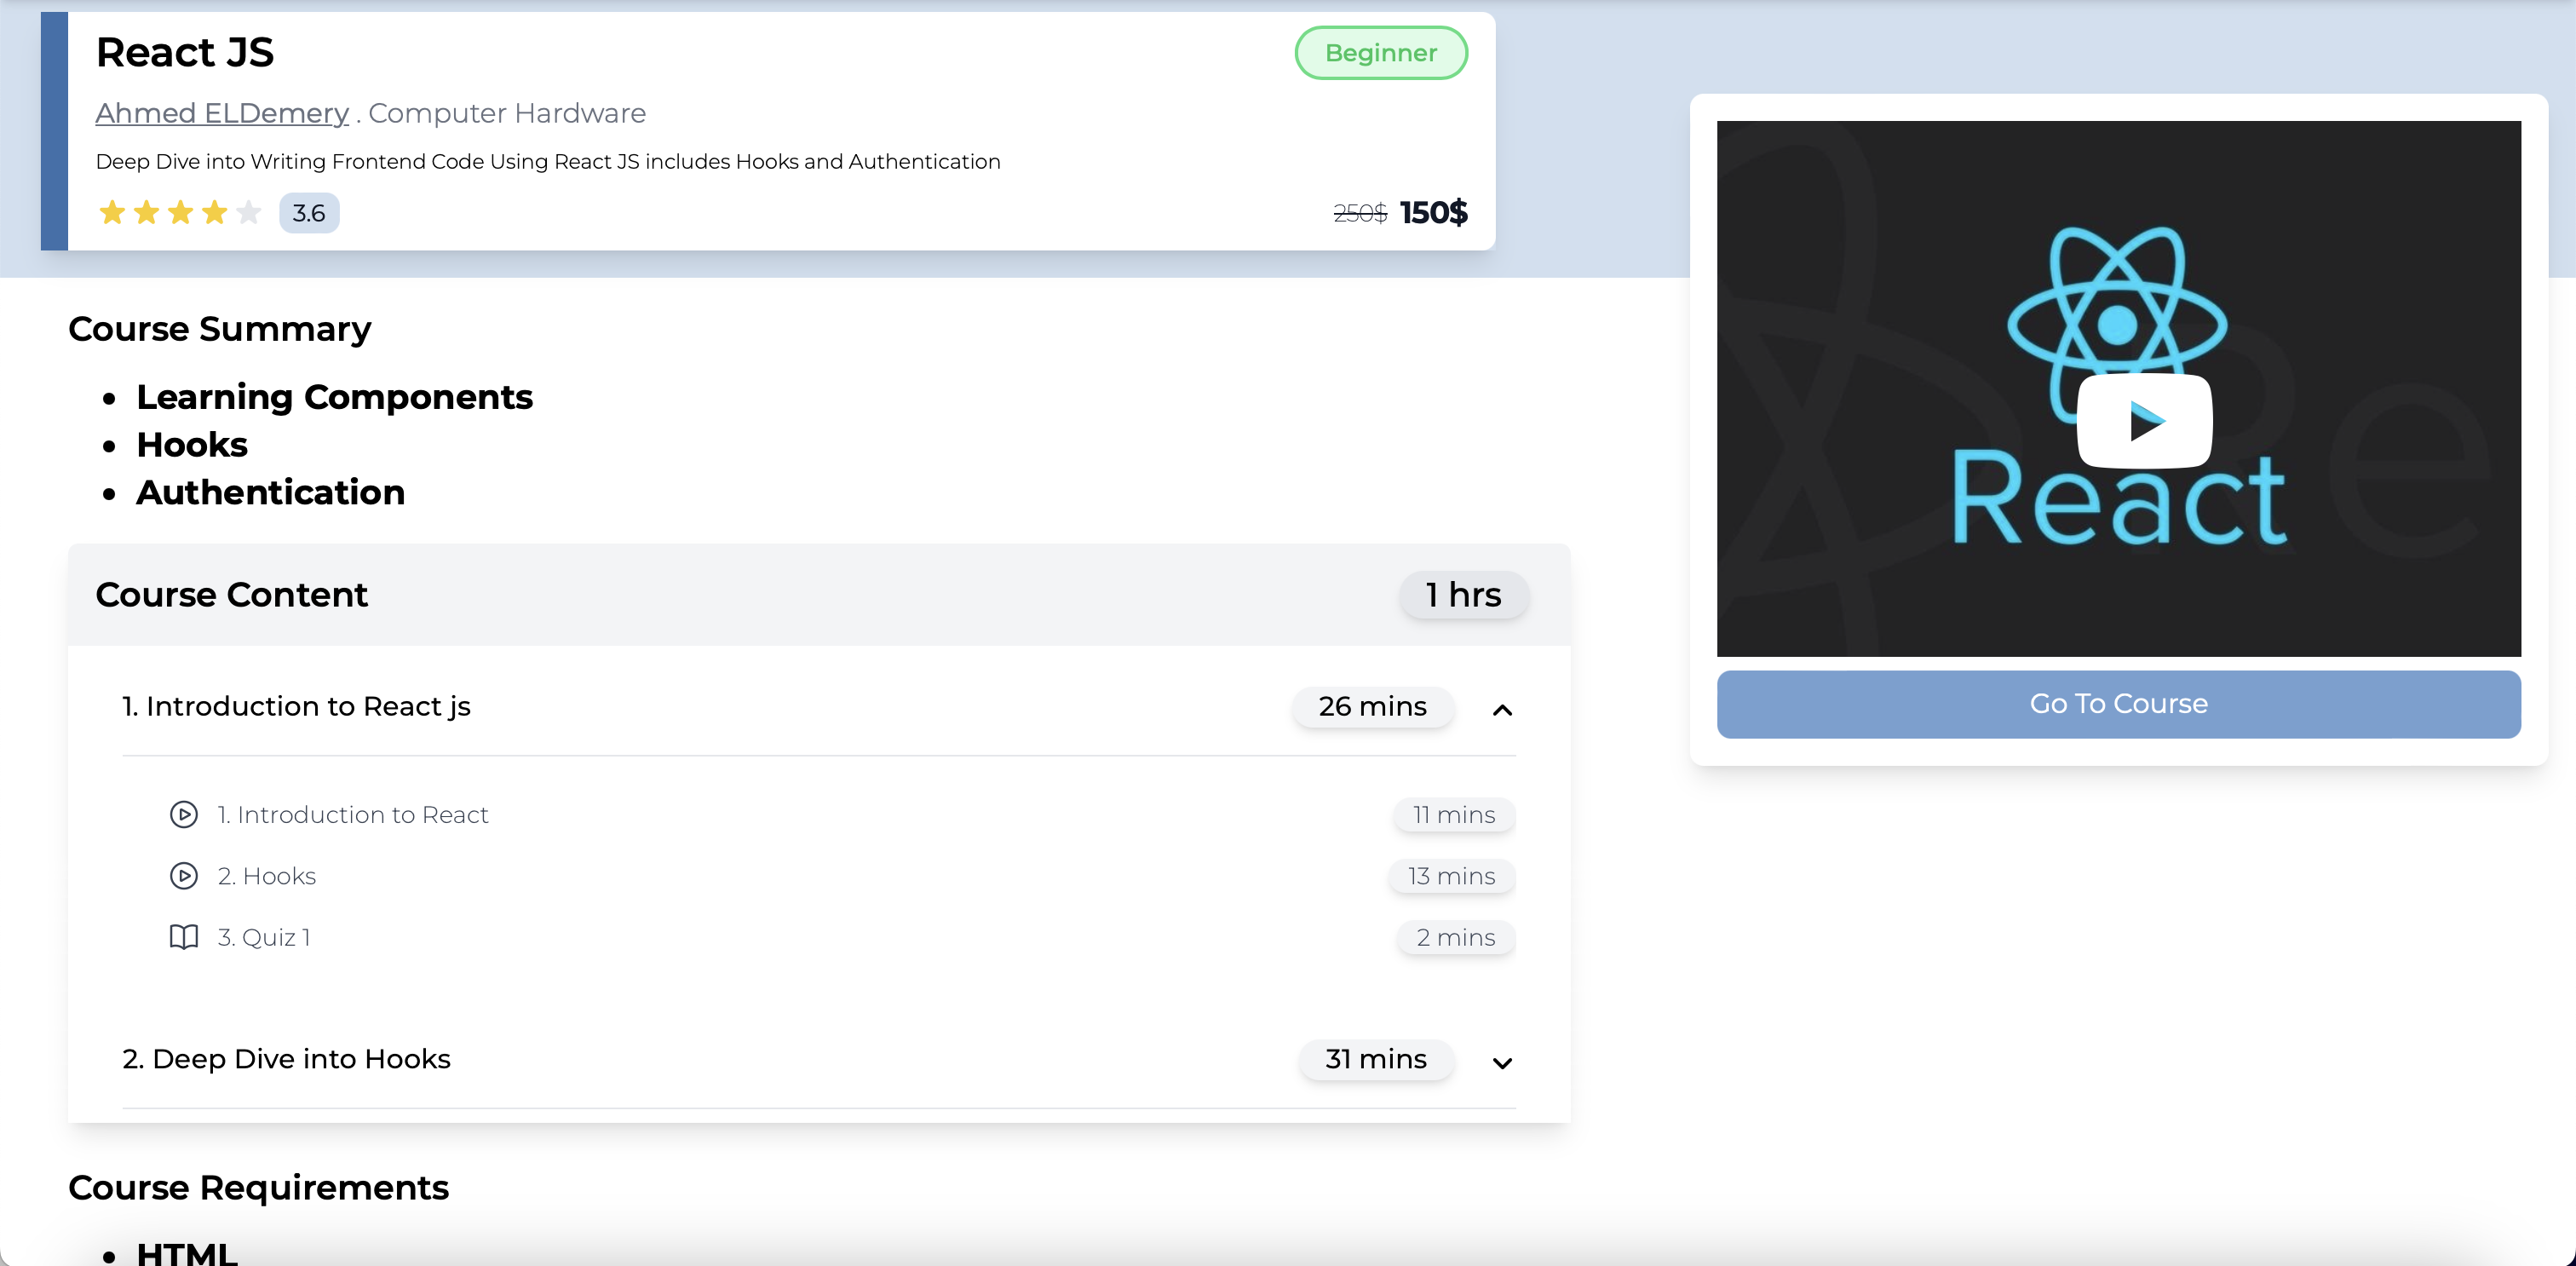 React JS
Beginner
Ahmed ELDemery . Computer Hardware
Deep Dive into Writing Frontend Code Using React JS includes Hooks and Authentication
3.6
250$ 150$
React
Go To Course
Course Summary
• Learning Components
• Hooks
• Authentication
Course Content
1 hrs
1. Introduction to React js
26 mins
1. Introduction to React
11 mins
2. Hooks
13 mins
3. Quiz 1
2 mins
2. Deep Dive into Hooks
31 mins
Course Requirements
• HTML